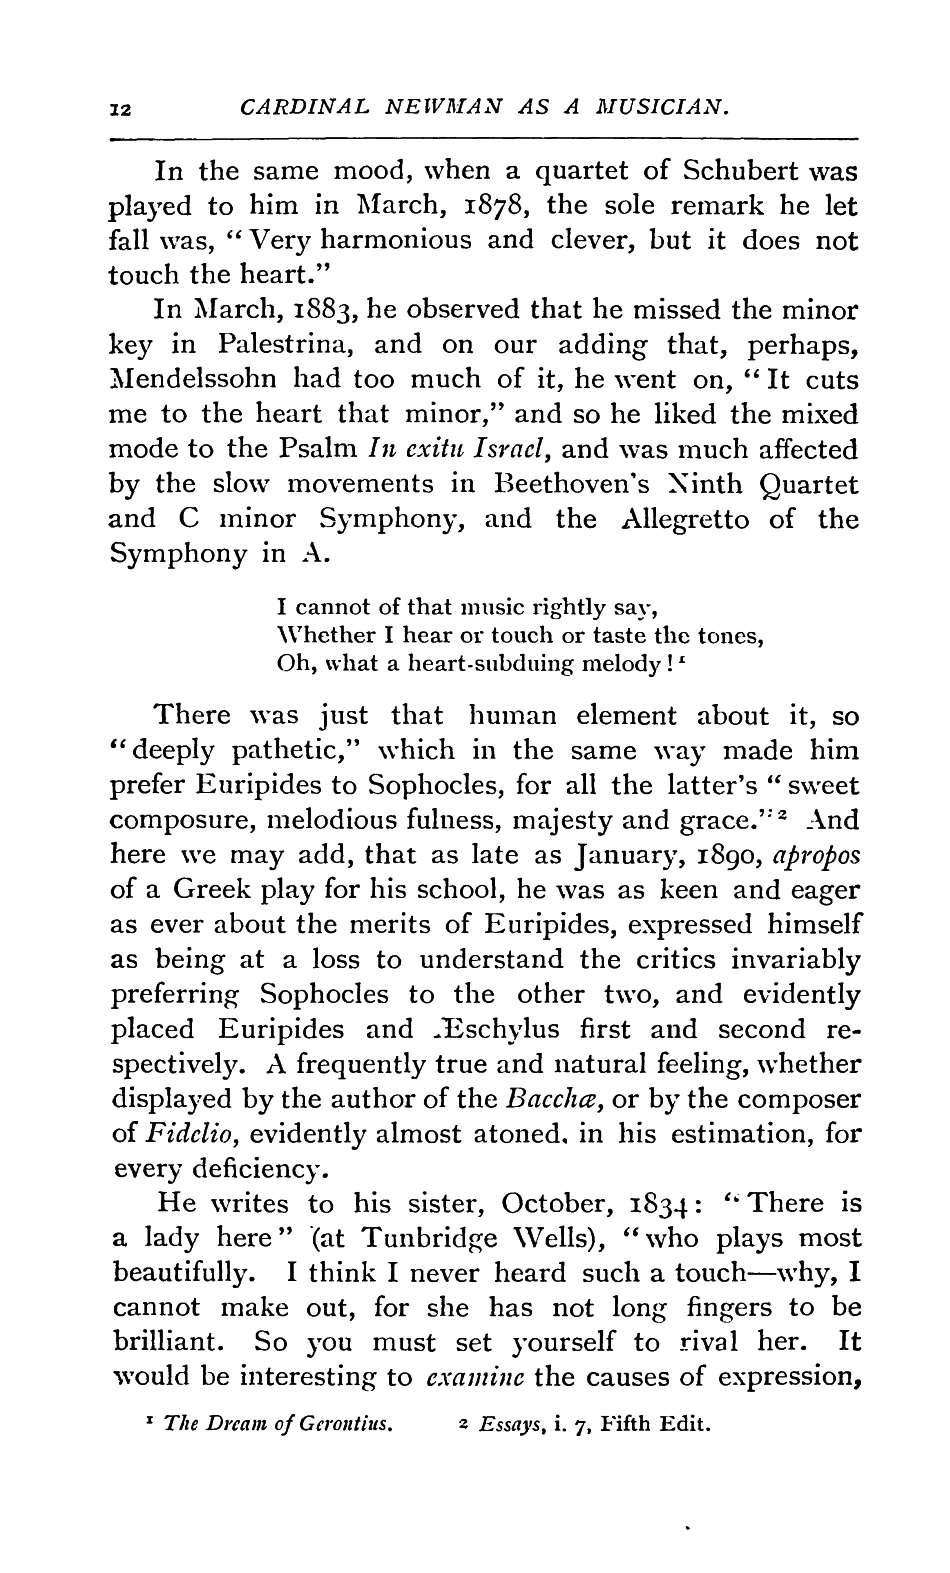 12 CARDINAL NEWMAN AS A MUSICIAN.
In the same mood, when a quartet of Schubert was
played to him in March, 1878, the sole remark he let
fall was, “Very harmonious and clever, but it does not
touch the heart.”
In March, 1883, he observed that he missed the minor
key in Palestrina, and on our adding that, perhaps,
Mendelssohn had too much of it, he went on, “It cuts
me to the heart that minor,” and so he liked the mixed
mode to the Psalm In exitu Israel, and was much affected
by the slow movements in Beethoven's Ninth Quartet
and C minor Symphony, and the Allegretto of the
Symphony in A.
I cannot of that music rightly say,
Whether I hear or touch or taste the tones,
Oh, what a heart-subduing melody! ¹
There was just that human element about it, so
“deeply pathetic,” which in the same way made him
prefer Euripides to Sophocles, for all the latter's “sweet
composure, melodious fulness, majesty and grace.” ² And
here we may add, that as late as January, 1890, apropos
of a Greek play for his school, he was as keen and eager
as ever about the merits of Euripides, expressed himself
as being at a loss to understand the critics invariably
preferring Sophocles to the other two, and evidently
placed Euripides and Æschylus first and second re-
spectively. A frequently true and natural feeling, whether
displayed by the author of the Bacchæ, or by the composer
of Fidelio, evidently almost atoned, in his estimation, for
every deficiency.
He writes to his sister, October, 1834: “There is
a lady here” (at Tunbridge Wells), “who plays most
beautifully. I think I never heard such a touch—why, I
cannot make out, for she has not long fingers to be
brilliant. So you must set yourself to rival her. It
would be interesting to examine the causes of expression,
¹ The Dream of Gerontius. ² Essays, i. 7, Fifth Edit.